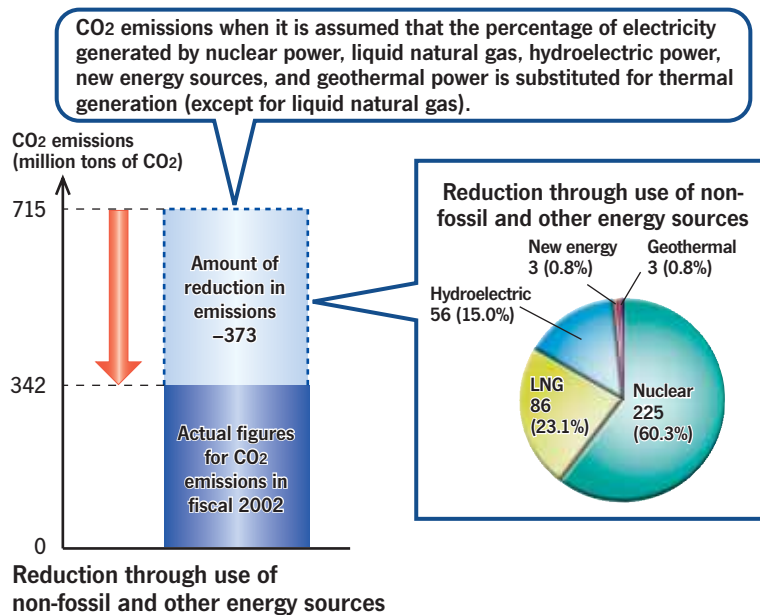 CO2 emissions when it is assumed that the percentage of electricity
generated by nuclear power, liquid natural gas, hydroelectric power,
new energy sources, and geothermal power is substituted for thermal
generation (except for liquid natural gas).
CO2 emissions
(million tons of CO2)
715
342
0
Amount of
reduction in
emissions
–373
Actual figures
for CO2
emissions in
fiscal 2002
Reduction through use of non-
fossil and other energy sources
New energy
3 (0.8%)
Geothermal
3 (0.8%)
Hydroelectric
56 (15.0%)
LNG
86
(23.1%)
Nuclear
225
(60.3%)
Reduction through use of
non-fossil and other energy sources